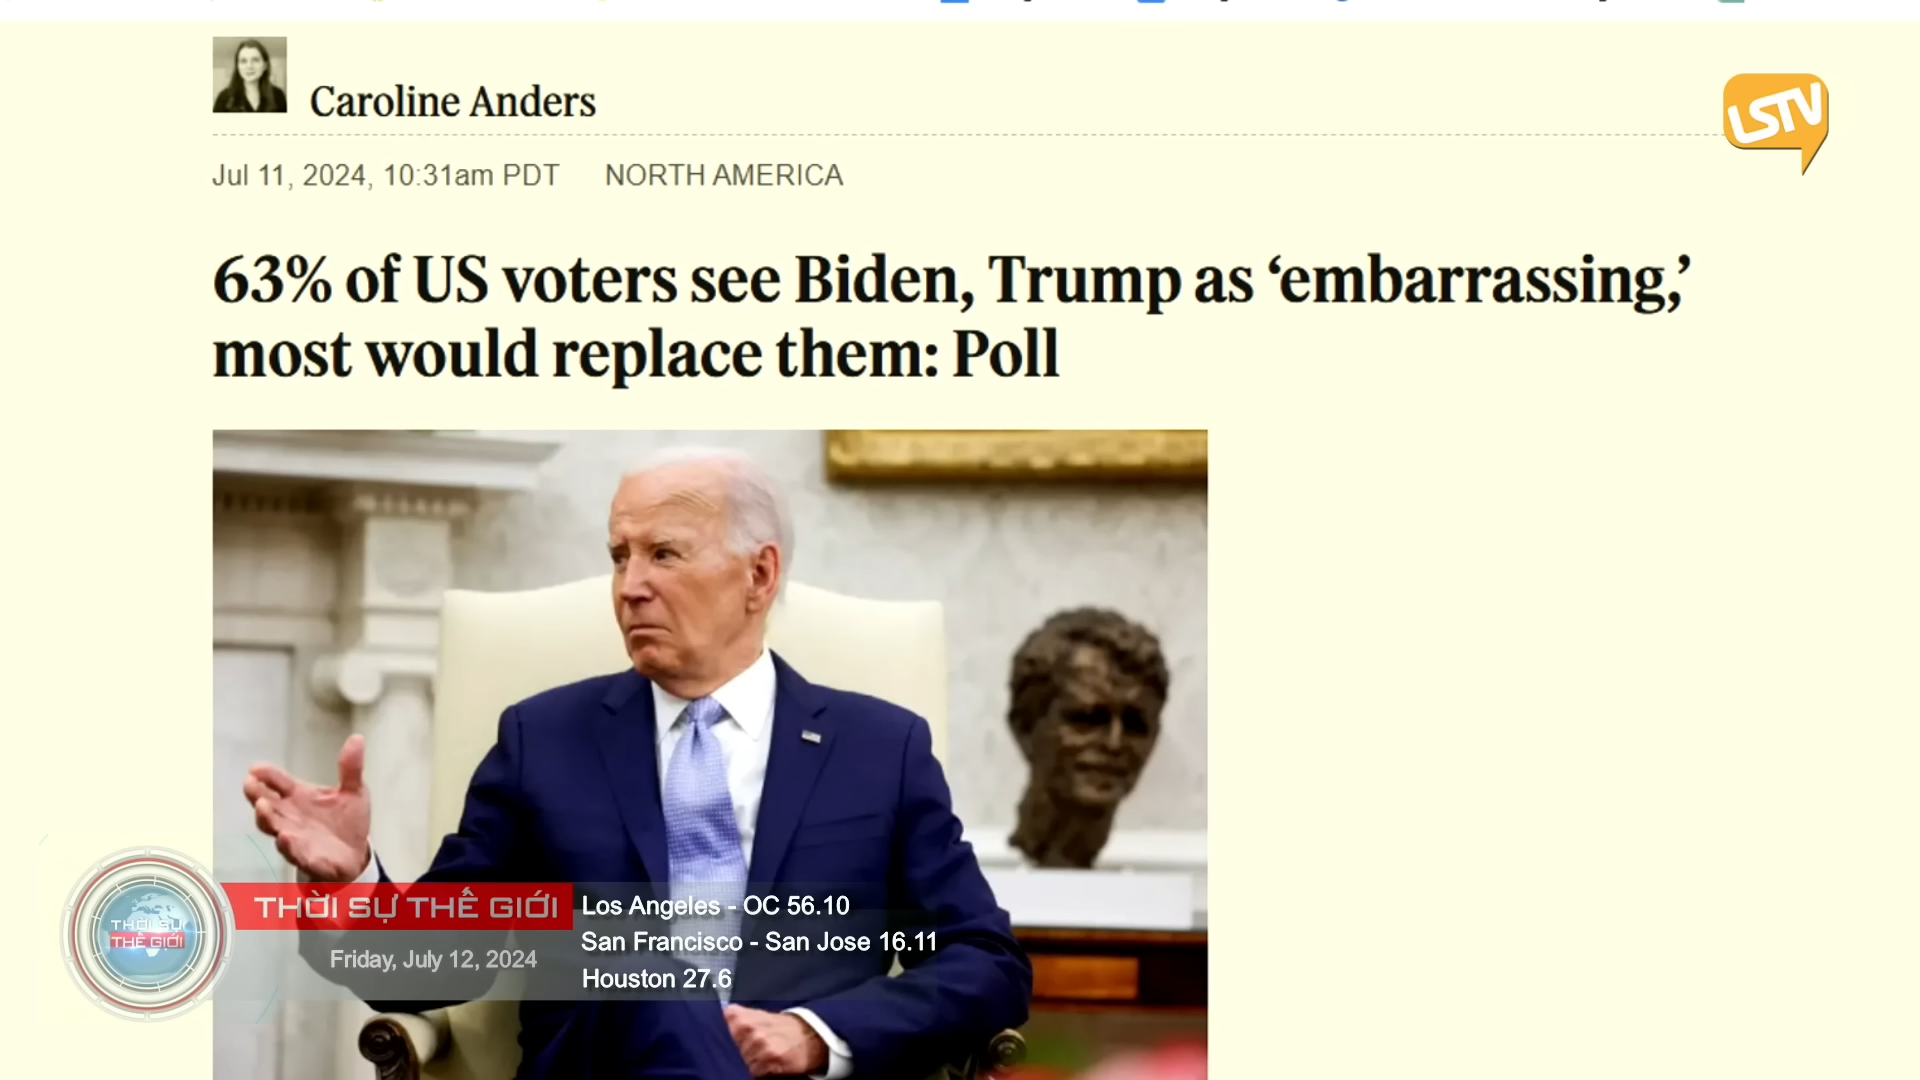 Caroline Anders
LSTV
Jul 11, 2024, 10:31am PDT NORTH AMERICA
63% of US voters see Biden, Trump as ‘embarrassing,’
most would replace them: Poll
THỜI SỰ THẾ GIỚI
Friday, July 12, 2024
THỜI SỰ
THẾ GIỚI
Los Angeles - OC 56.10
San Francisco - San Jose 16.11
Houston 27.6